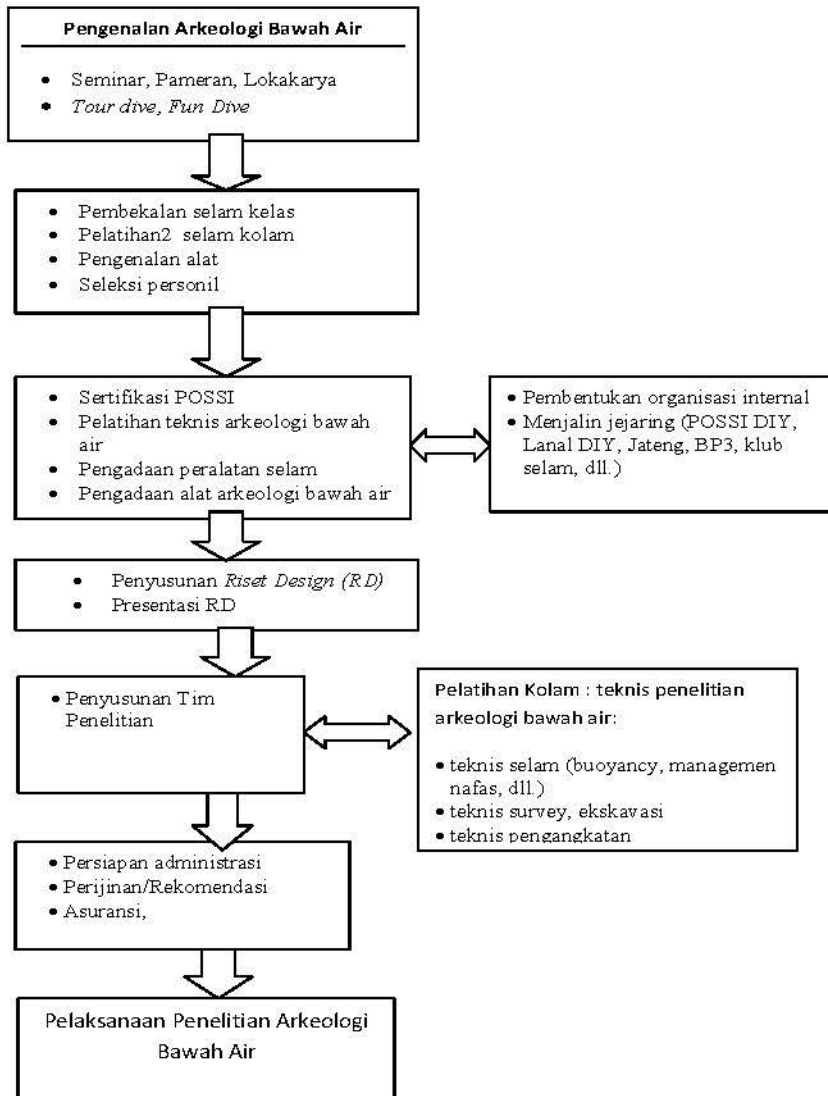 Pengenalan Arkeologi Bawah Air
• Seminar, Pameran, Lokakarya
• Tour dive, Fun Dive
• Pembekalan selam kelas
• Pelatihan2 selam kolam
• Pengenalan alat
• Seleksi personil
• Sertifikasi POSSI
• Pelatihan teknis arkeologi bawah
air
• Pengadaan peralatan selam
• Pengadaan alat arkeologi bawah air
• Pembentukan organisasi internal
• Menjalin jejaring (POSSI DIY,
Lanal DIY, Jateng, BP3, klub
selam, dll.)
• Penyusunan Riset Design (RD)
• Presentasi RD
• Penyusunan Tim
Penelitian
Pelatihan Kolam : teknis penelitian
arkeologi bawah air:
• teknis selam (buoyancy, managemen
nafas, dll.)
• teknis survey, ekskavasi
• teknis pengangkatan
• Persiapan administrasi
• Perijinan/Rekomendasi
• Asuransi,
Pelaksanaan Penelitian Arkeologi
Bawah Air